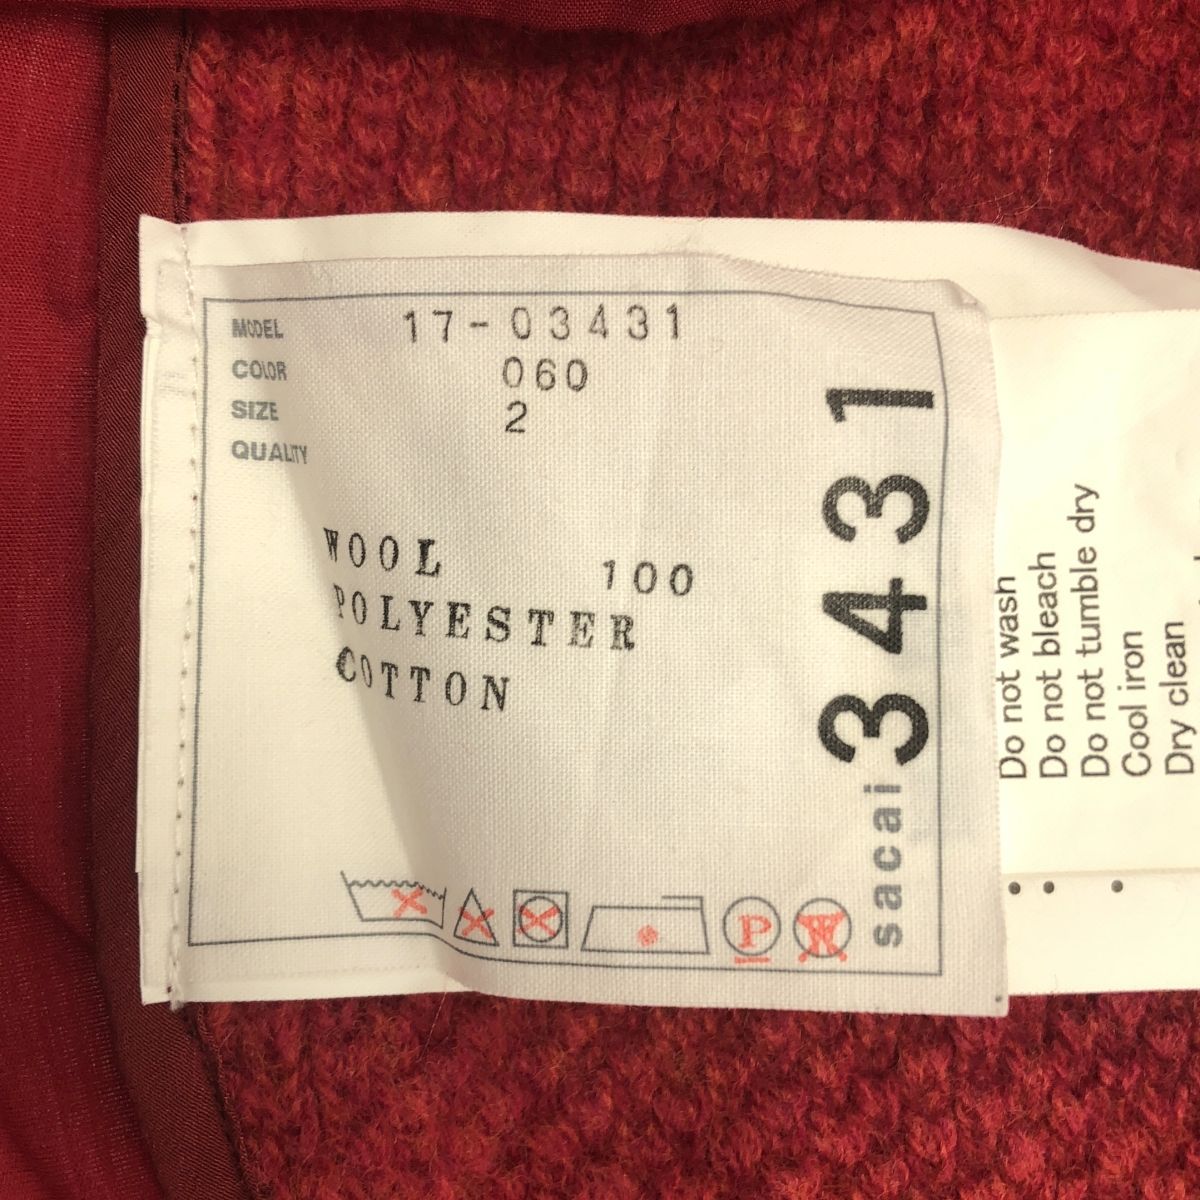 MODEL 17-03431
COLOR 060
SIZE 2
QUALITY
WOOL 100
POLYESTER
COTTON
P
W
sacai 3431
Do not wash
Do not bleach
Do not tumble dry
Cool iron
Dry clean